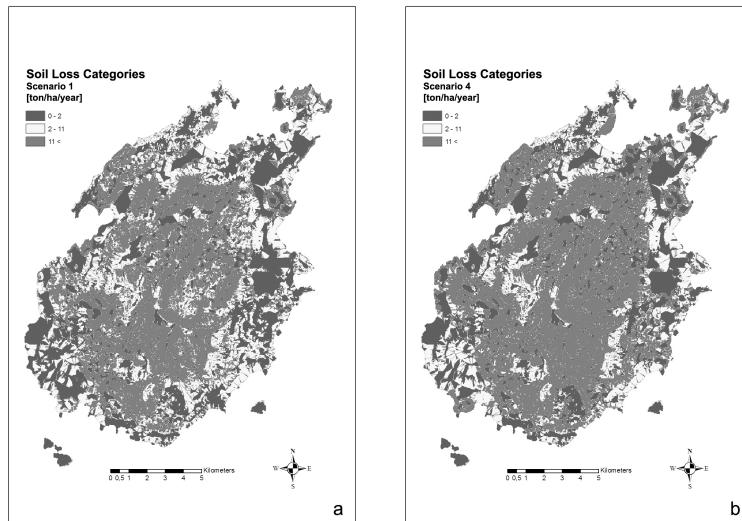 Soil Loss Categories
Scenario 1
[ton/ha/year]
0 - 2
2 - 11
11 <
Kilometers
0 0,5 1 2 3 4 5
N
W E
S
a
Soil Loss Categories
Scenario 4
[ton/ha/year]
0 - 2
2 - 11
11 <
Kilometers
0 0,5 1 2 3 4 5
N
W E
S
b